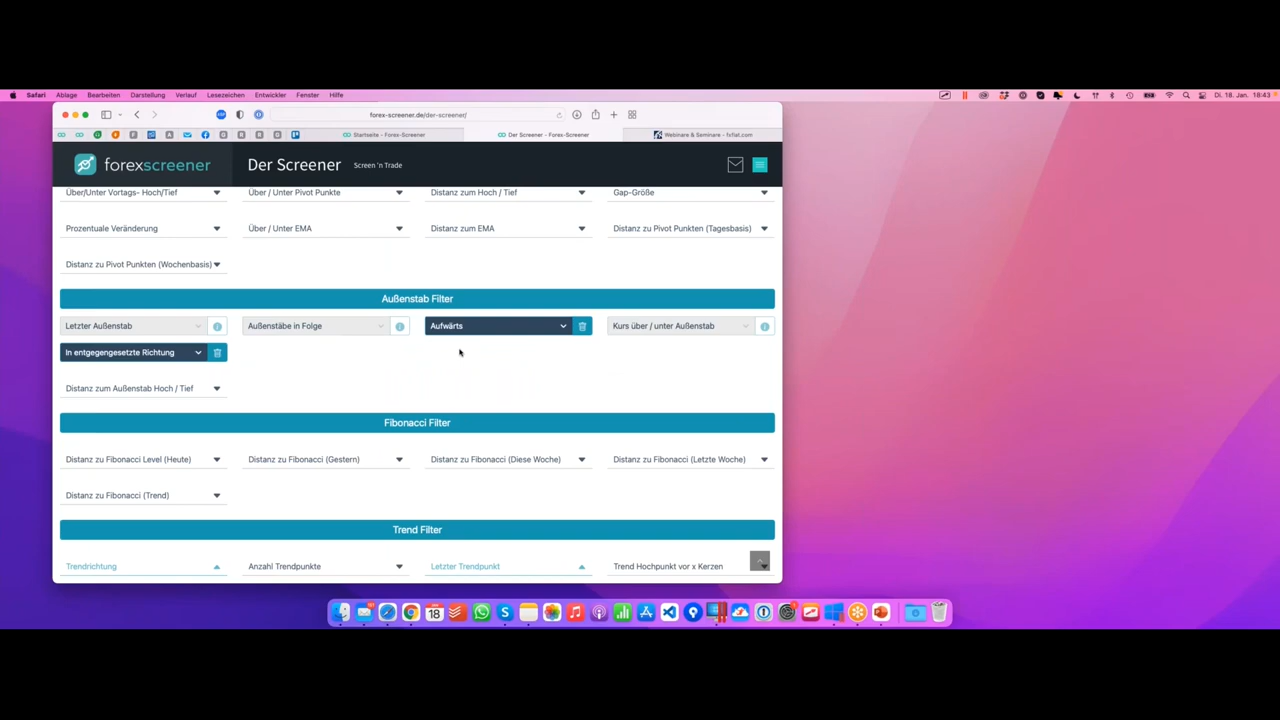 Safari Ablage Bearbeiten Darstellung Verlauf Lesezeichen Entwickler Fenster Hilfe
Di. 18. Jan. 18:43
forex-screener.de/der-screener/
Startseite - Forex-Screener
Der Screener - Forex-Screener
Webinare & Seminare - fxflat.com
forexscreener
Der Screener
Screen 'n Trade
Über/Unter Vortags- Hoch/Tief
Über / Unter Pivot Punkte
Distanz zum Hoch / Tief
Gap-Größe
Prozentuale Veränderung
Über / Unter EMA
Distanz zum EMA
Distanz zu Pivot Punkten (Tagesbasis)
Distanz zu Pivot Punkten (Wochenbasis)
Außenstab Filter
Letzter Außenstab
Außenstäbe in Folge
Aufwärts
Kurs über / unter Außenstab
In entgegengesetzte Richtung
Distanz zum Außenstab Hoch / Tief
Fibonacci Filter
Distanz zu Fibonacci Level (Heute)
Distanz zu Fibonacci (Gestern)
Distanz zu Fibonacci (Diese Woche)
Distanz zu Fibonacci (Letzte Woche)
Distanz zu Fibonacci (Trend)
Trend Filter
Trendrichtung
Anzahl Trendpunkte
Letzter Trendpunkt
Trend Hochpunkt vor x Kerzen
18